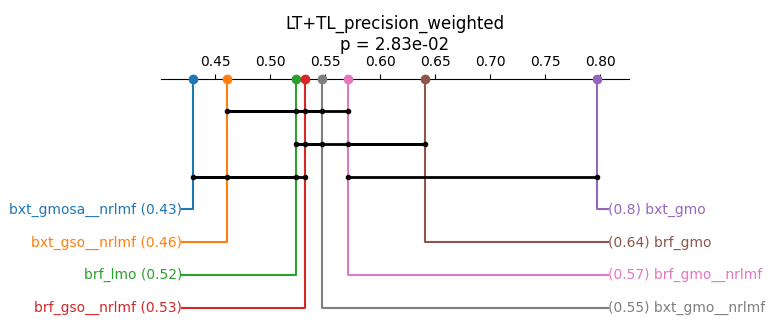 LT+TL_precision_weighted
p = 2.83e-02
0.45 0.50 0.55 0.60 0.65 0.70 0.75 0.80
bxt_gmosa__nrlmf (0.43)
(0.8) bxt_gmo
bxt_gso__nrlmf (0.46)
(0.64) brf_gmo
brf_lmo (0.52)
(0.57) brf_gmo__nrlmf
brf_gso__nrlmf (0.53)
(0.55) bxt_gmo__nrlmf